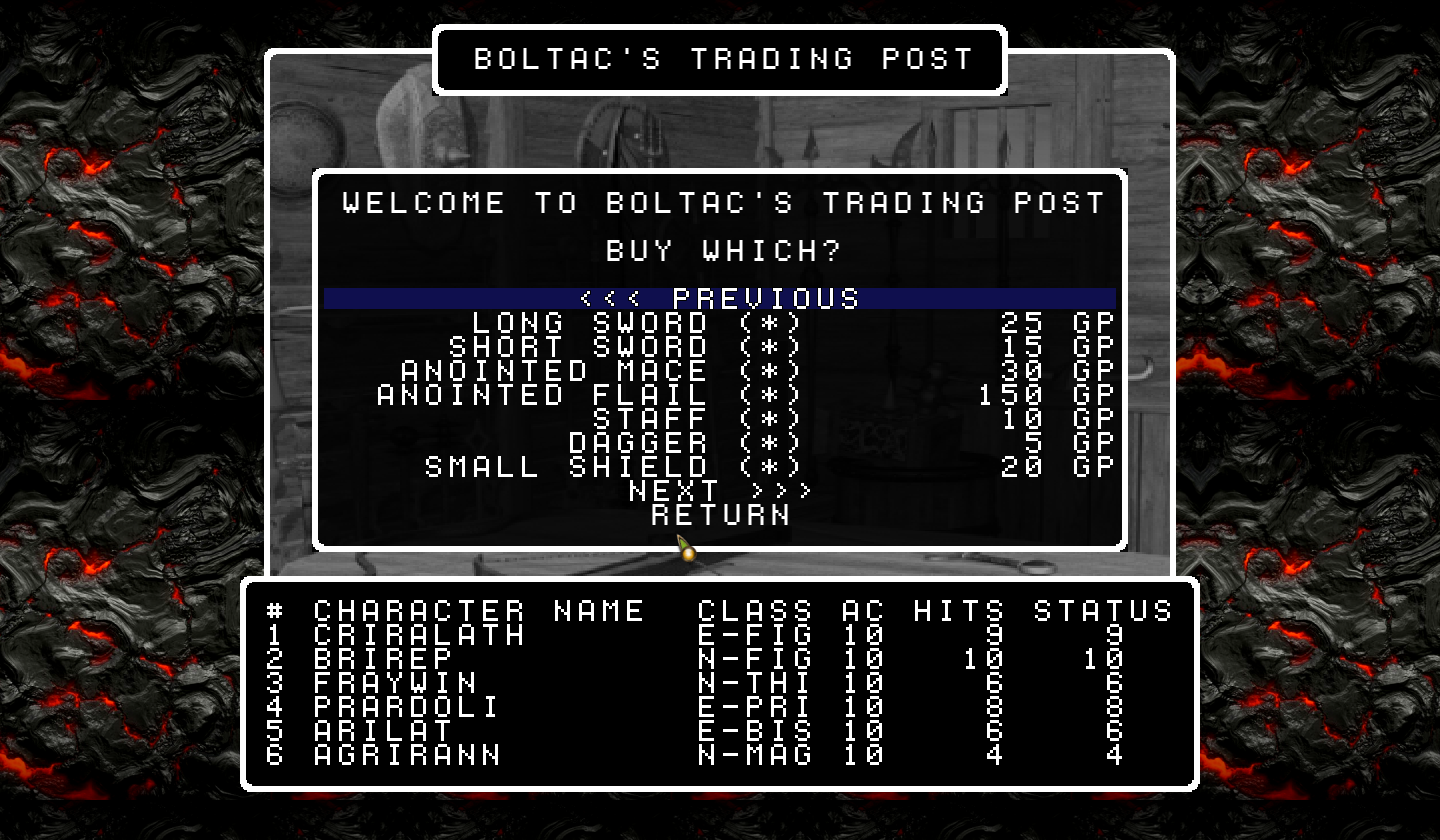 BOLTAC'S TRADING POST
WELCOME TO BOLTAC'S TRADING POST
BUY WHICH?
<<< PREVIOUS
LONG SWORD (*) 25 GP
SHORT SWORD (*) 15 GP
ANOINTED MACE (*) 30 GP
ANOINTED FLAIL (*) 150 GP
STAFF (*) 10 GP
DAGGER (*) 5 GP
SMALL SHIELD (*) 20 GP
NEXT >>>
RETURN
# CHARACTER NAME CLASS AC HITS STATUS
1 CRIRALATH E-FIG 10 9 9
2 BRIREP N-FIG 10 10 10
3 FRAYWIN N-THI 10 6 6
4 PRARDOLI E-PRI 10 8 8
5 ARILAT E-BIS 10 6 6
6 AGRIRANN N-MAG 10 4 4